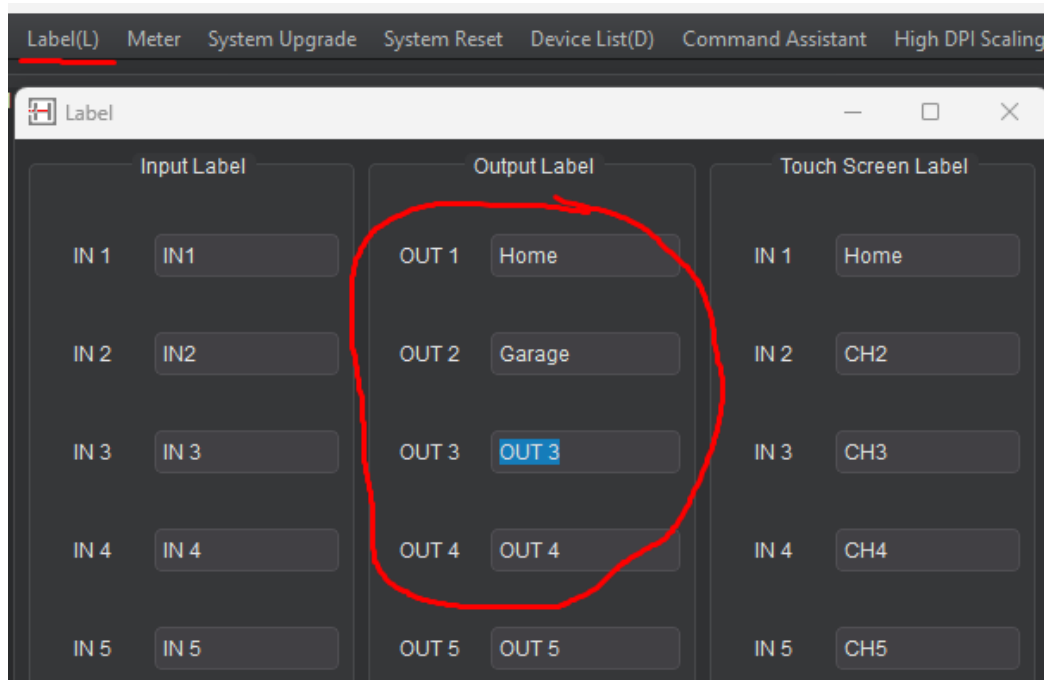 Label(L) Meter System Upgrade System Reset Device List(D) Command Assistant High DPI Scaling
Label
Input Label Output Label Touch Screen Label
IN 1 IN1 OUT 1 Home IN 1 Home
IN 2 IN2 OUT 2 Garage IN 2 CH2
IN 3 IN 3 OUT 3 OUT 3 IN 3 CH3
IN 4 IN 4 OUT 4 OUT 4 IN 4 CH4
IN 5 IN 5 OUT 5 OUT 5 IN 5 CH5